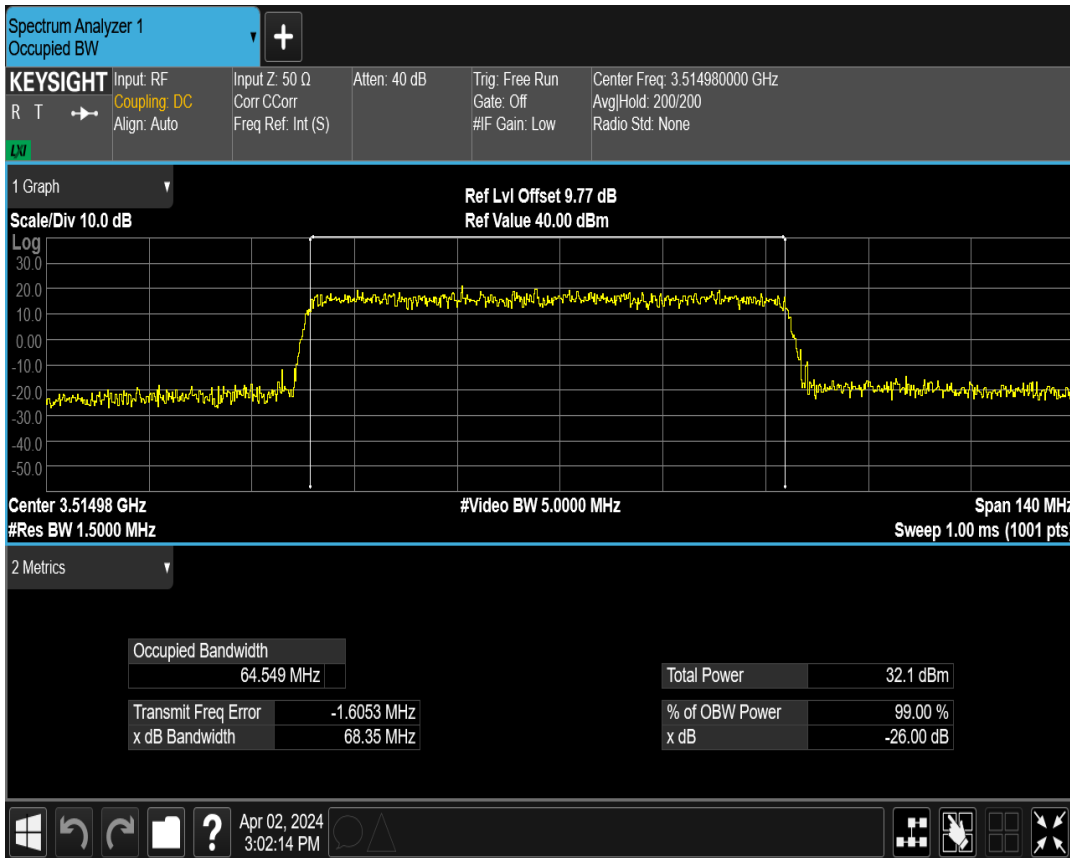 Spectrum Analyzer 1
Occupied BW
KEYSIGHT
R T
LXI
Input: RF
Coupling: DC
Align: Auto
Input Z: 50 Ω
Corr CCorr
Freq Ref: Int (S)
Atten: 40 dB
Trig: Free Run
Gate: Off
#IF Gain: Low
Center Freq: 3.514980000 GHz
Avg|Hold: 200/200
Radio Std: None
1 Graph
Scale/Div 10.0 dB
Ref Lvl Offset 9.77 dB
Ref Value 40.00 dBm
Log
30.0
20.0
10.0
0.00
-10.0
-20.0
-30.0
-40.0
-50.0
Center 3.51498 GHz
#Video BW 5.0000 MHz
Span 140 MHz
#Res BW 1.5000 MHz
Sweep 1.00 ms (1001 pts)
2 Metrics
Occupied Bandwidth
64.549 MHz
Total Power 32.1 dBm
Transmit Freq Error -1.6053 MHz
% of OBW Power 99.00 %
x dB Bandwidth 68.35 MHz
x dB -26.00 dB
?
Apr 02, 2024
3:02:14 PM